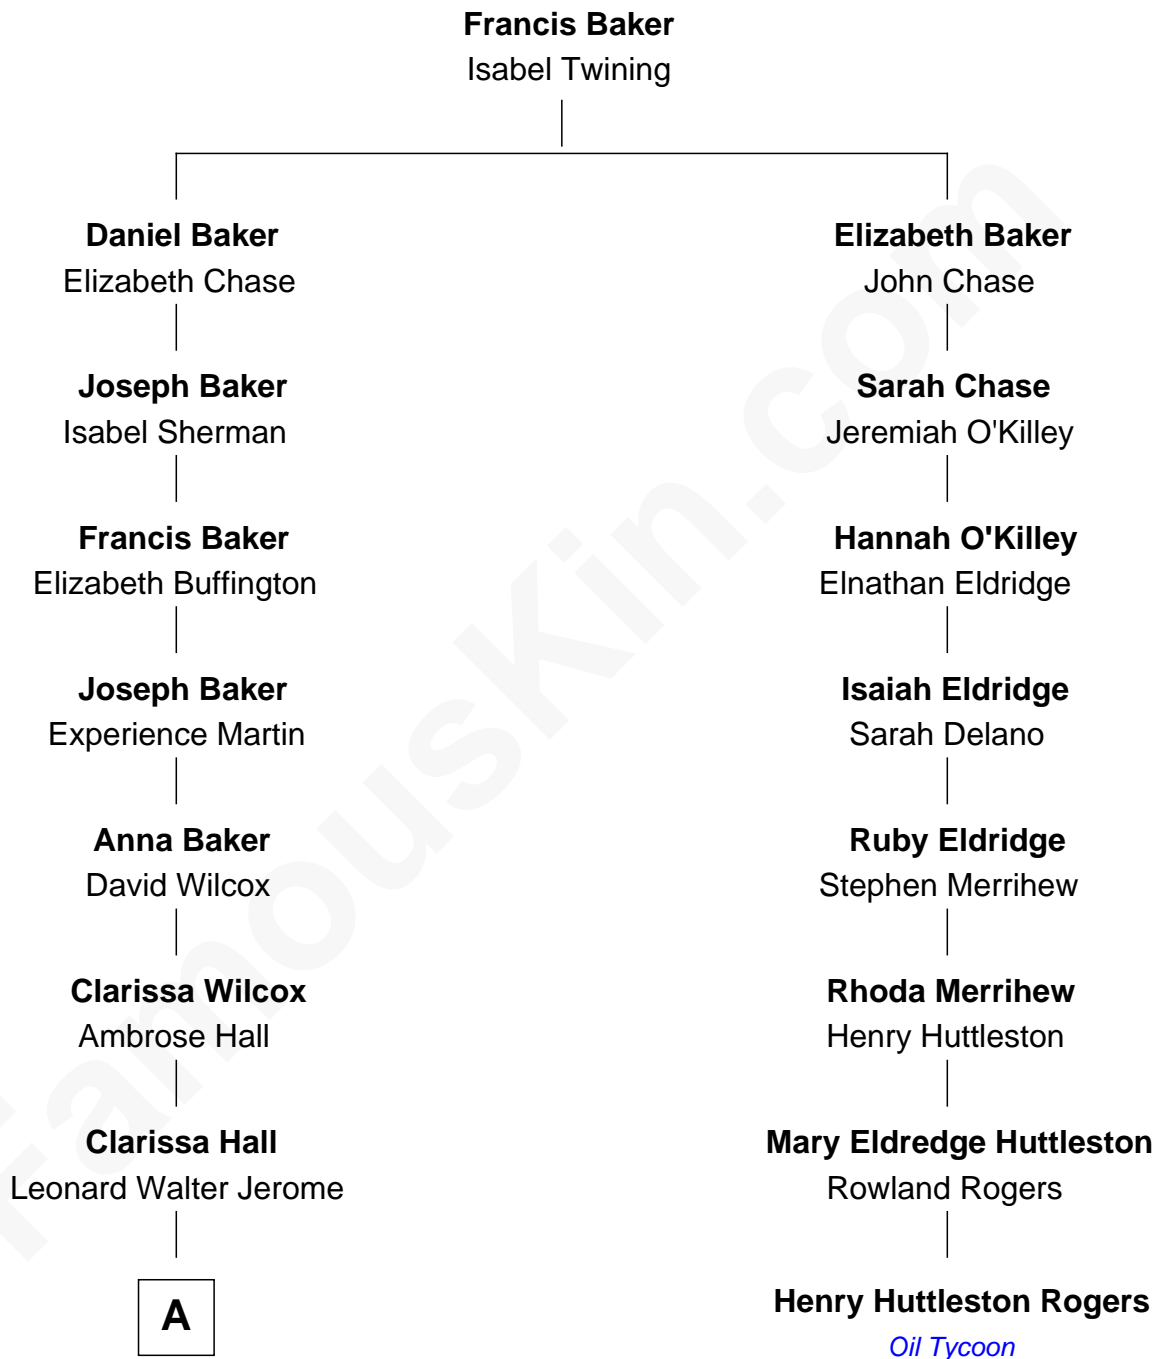 Francis Baker
Isabel Twining
Daniel Baker
Elizabeth Chase
Elizabeth Baker
John Chase
Joseph Baker
Isabel Sherman
Sarah Chase
Jeremiah O'Killey
Francis Baker
Elizabeth Buffington
Hannah O'Killey
Elnathan Eldridge
Joseph Baker
Experience Martin
Isaiah Eldridge
Sarah Delano
Anna Baker
David Wilcox
Ruby Eldridge
Stephen Merrihew
Clarissa Wilcox
Ambrose Hall
Rhoda Merrihew
Henry Huttleston
Clarissa Hall
Leonard Walter Jerome
Mary Eldredge Huttleston
Rowland Rogers
A
Henry Huttleston Rogers
Oil Tycoon
FamousKin.com